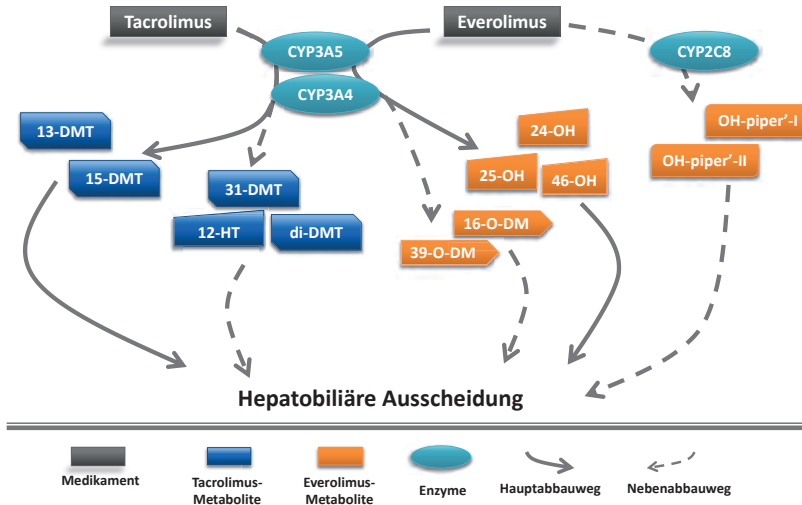 Tacrolimus
Everolimus
CYP3A5
CYP2C8
CYP3A4
13-DMT
15-DMT
31-DMT
12-HT
di-DMT
24-OH
25-OH
46-OH
16-O-DM
39-O-DM
OH-piper'-I
OH-piper'-II
Hepatobiliäre Ausscheidung
Medikament
Tacrolimus-
Metabolite
Everolimus-
Metabolite
Enzyme
Hauptabbauweg
Nebenabbauweg